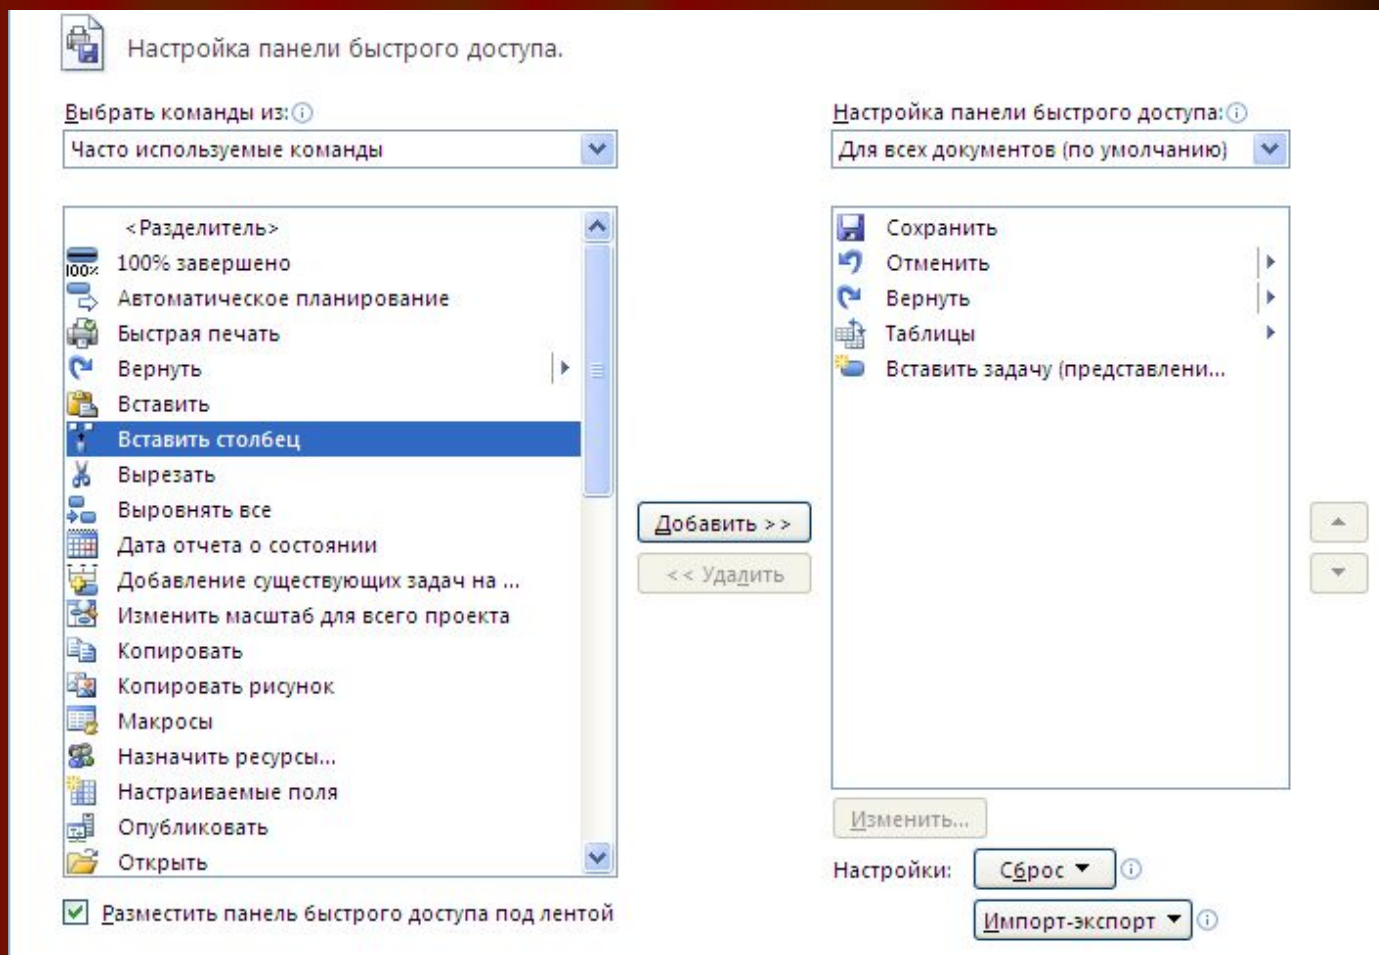 Настройка панели быстрого доступа.
Выбрать команды из:
Часто используемые команды
<Разделитель>
100% завершено
Автоматическое планирование
Быстрая печать
Вернуть
Вставить
Вставить столбец
Вырезать
Выровнять все
Дата отчета о состоянии
Добавление существующих задач на ...
Изменить масштаб для всего проекта
Копировать
Копировать рисунок
Макросы
Назначить ресурсы...
Настраиваемые поля
Опубликовать
Открыть
Разместить панель быстрого доступа под лентой
Добавить >>
<< Удалить
Настройка панели быстрого доступа:
Для всех документов (по умолчанию)
Сохранить
Отменить
Вернуть
Таблицы
Вставить задачу (представлени...
Изменить...
Настройки:
Сброс
Импорт-экспорт